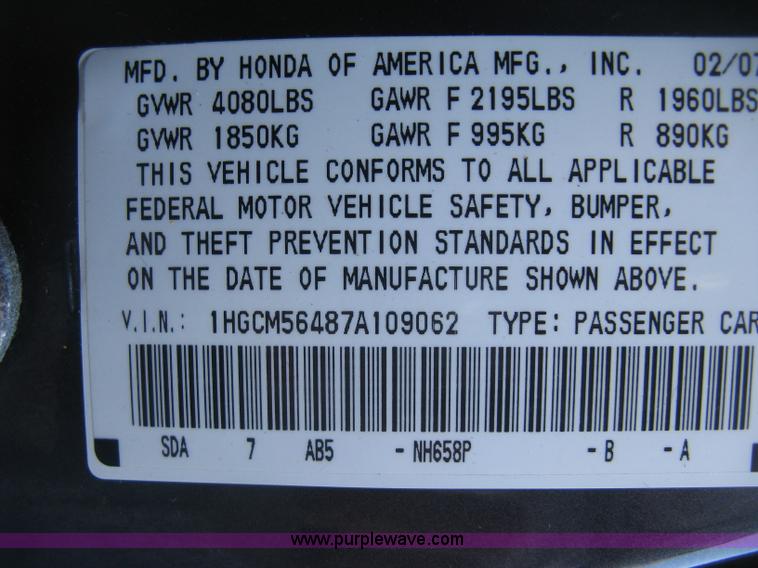 MFD. BY HONDA OF AMERICA MFG., INC. 02/07
GVWR 4080LBS GAWR F 2195LBS R 1960LBS
GVWR 1850KG GAWR F 995KG R 890KG
THIS VEHICLE CONFORMS TO ALL APPLICABLE
FEDERAL MOTOR VEHICLE SAFETY, BUMPER,
AND THEFT PREVENTION STANDARDS IN EFFECT
ON THE DATE OF MANUFACTURE SHOWN ABOVE.
V.I.N.: 1HGCM56487A109062 TYPE: PASSENGER CAR
SDA 7 AB5 -NH658P -B -A
www.purplewave.com